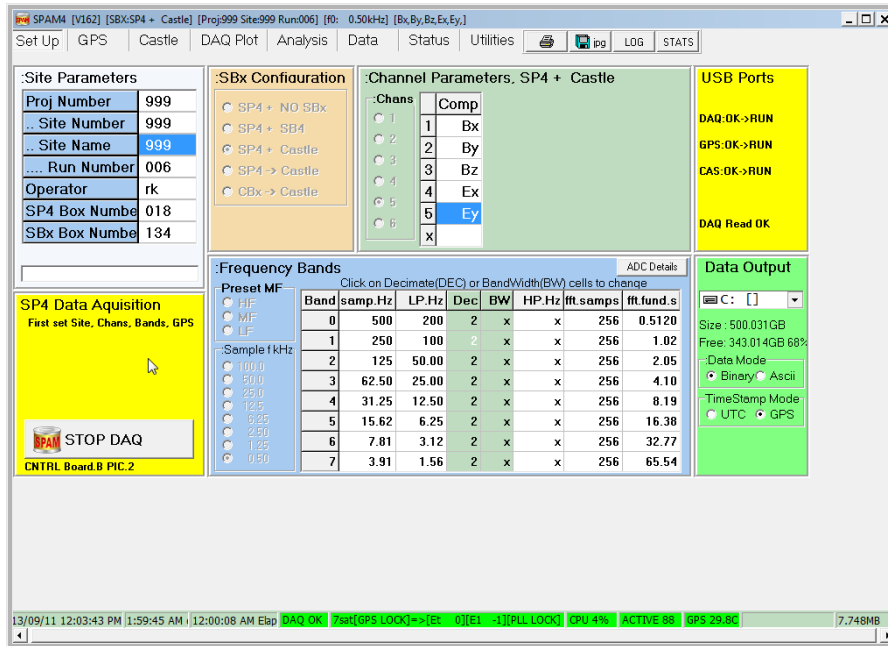 SPAM4 [V162] [SBX:SP4 + Castle] [Proj:999 Site:999 Run:006] [f0: 0.50kHz] [Bx,By,Bz,Ex,Ey,]
Set Up GPS Castle DAQ Plot Analysis Data Status Utilities jpg LOG STATS
:Site Parameters
Proj Number 999
.. Site Number 999
.. Site Name 999
.... Run Number 006
Operator rk
SP4 Box Numbe 018
SBx Box Numbe 134
:SBx Confiquration
SP4 + NO SBx
SP4 + SB4
SP4 + Castle
SP4 -> Castle
CBx -> Castle
:Channel Parameters, SP4 + Castle
:Chans
1
2
3
4
5
6
Comp
1 Bx
2 By
3 Bz
4 Ex
5 Ey
x
USB Ports
DAQ:OK->RUN
GPS:OK->RUN
CAS:OK->RUN
DAQ Read OK
SP4 Data Aquisition
First set Site, Chans, Bands, GPS
SPAM STOP DAQ
CNTRL Board.B PIC.2
:Frequency Bands
ADC Details
Click on Decimate(DEC) or BandWidth(BW) cells to change
Preset MF
HF
MF
LF
:Sample f kHz
100.0
50.0
25.0
12.5
6.25
2.50
1.25
0.50
Band samp.Hz LP.Hz Dec BW HP.Hz fft.samps fft.fund.s
0 500 200 2 x x 256 0.5120
1 250 100 2 x x 256 1.02
2 125 50.00 2 x x 256 2.05
3 62.50 25.00 2 x x 256 4.10
4 31.25 12.50 2 x x 256 8.19
5 15.62 6.25 2 x x 256 16.38
6 7.81 3.12 2 x x 256 32.77
7 3.91 1.56 2 x x 256 65.54
Data Output
C: []
Size : 500.031GB
Free: 343.014GB 68%
:Data Mode
Binary Ascii
TimeStamp Mode
UTC GPS
13/09/11 12:03:43 PM 1:59:45 AM 12:00:08 AM Elap DAQ OK 7sat[GPS LOCK]=>[Et 0][E1 -1][PLL LOCK] CPU 4% ACTIVE 88 GPS 29.8C 7.748MB